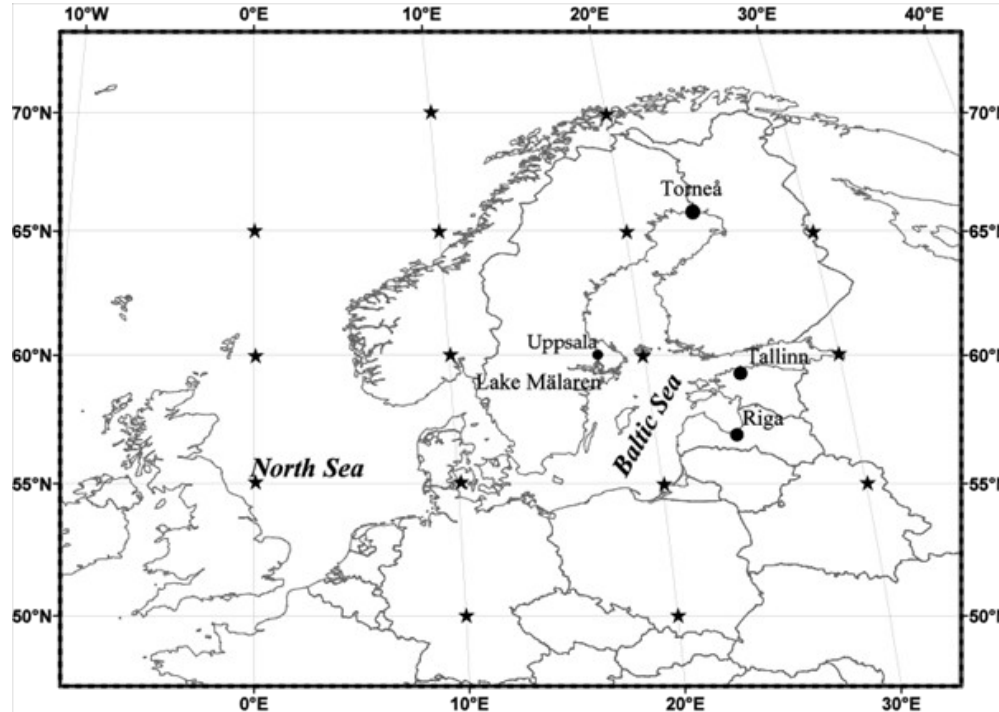 10°W 0°E 10°E 20°E 30°E 40°E
70°N 70°N
Torneå
65°N 65°N
Uppsala
60°N 60°N
Tallinn
Lake Mälaren
Baltic Sea
Riga
North Sea
55°N 55°N
50°N 50°N
0°E 10°E 20°E 30°E